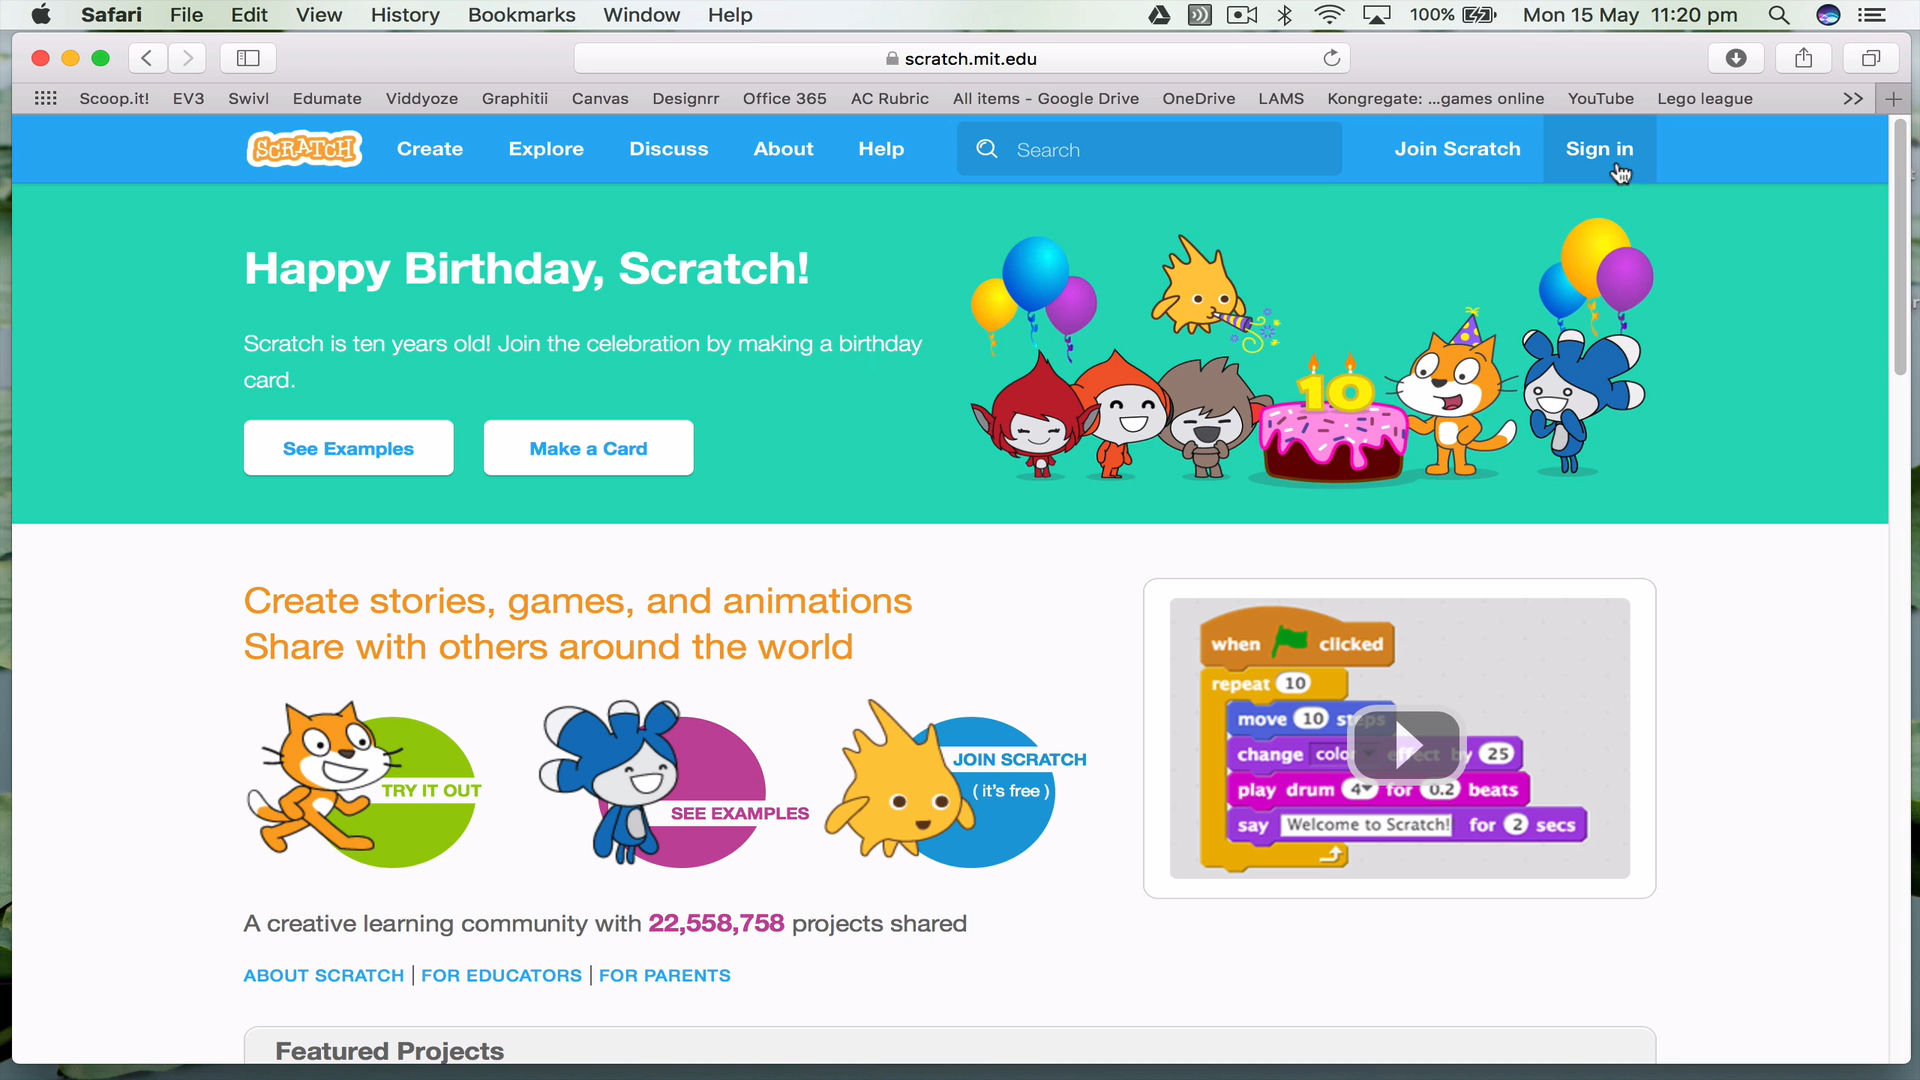 Safari File Edit View History Bookmarks Window Help 100% Mon 15 May 11:20 pm
scratch.mit.edu
Scoop.it! EV3 Swivl Edumate Viddyoze Graphitii Canvas Designrr Office 365 AC Rubric All items - Google Drive OneDrive LAMS Kongregate: ...games online YouTube Lego league
SCRATCH Create Explore Discuss About Help Search Join Scratch Sign in
Happy Birthday, Scratch!
Scratch is ten years old! Join the celebration by making a birthday
card.
See Examples Make a Card
10
Create stories, games, and animations
Share with others around the world
TRY IT OUT
SEE EXAMPLES
JOIN SCRATCH
( it's free )
when clicked
repeat 10
move 10 steps
change color effect by 25
play drum 4 for 0.2 beats
say Welcome to Scratch! for 2 secs
A creative learning community with 22,558,758 projects shared
ABOUT SCRATCH | FOR EDUCATORS | FOR PARENTS
Featured Projects